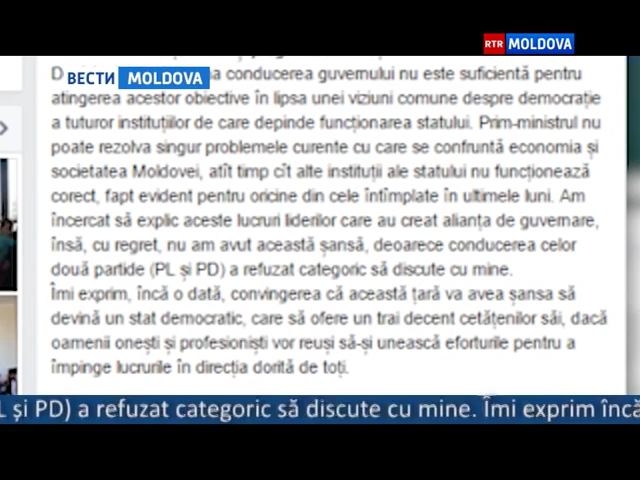 RTR MOLDOVA
ВЕСТИ MOLDOVA
conducerea guvernului nu este suficientă pentru
atingerea acestor obiective în lipsa unei viziuni comune despre democrație
a tuturor instituțiilor de care depinde funcționarea statului. Prim-ministrul nu
poate rezolva singur problemele curente cu care se confruntă economia și
societatea Moldovei, atît timp cît alte instituții ale statului nu funcționează
corect, fapt evident pentru oricine din cele întîmplate în ultimele luni. Am
încercat să explic aceste lucruri liderilor care au creat alianța de guvernare,
însă, cu regret, nu am avut această șansă, deoarece conducerea celor
două partide (PL și PD) a refuzat categoric să discute cu mine.
Îmi exprim, încă o dată, convingerea că această țară va avea șansa să
devină un stat democratic, care să ofere un trai decent cetățenilor săi, dacă
oamenii onești și profesioniști vor reuși să-și unească eforturile pentru a
împinge lucrurile în direcția dorită de toți.
L și PD) a refuzat categoric să discute cu mine. Îmi exprim încă